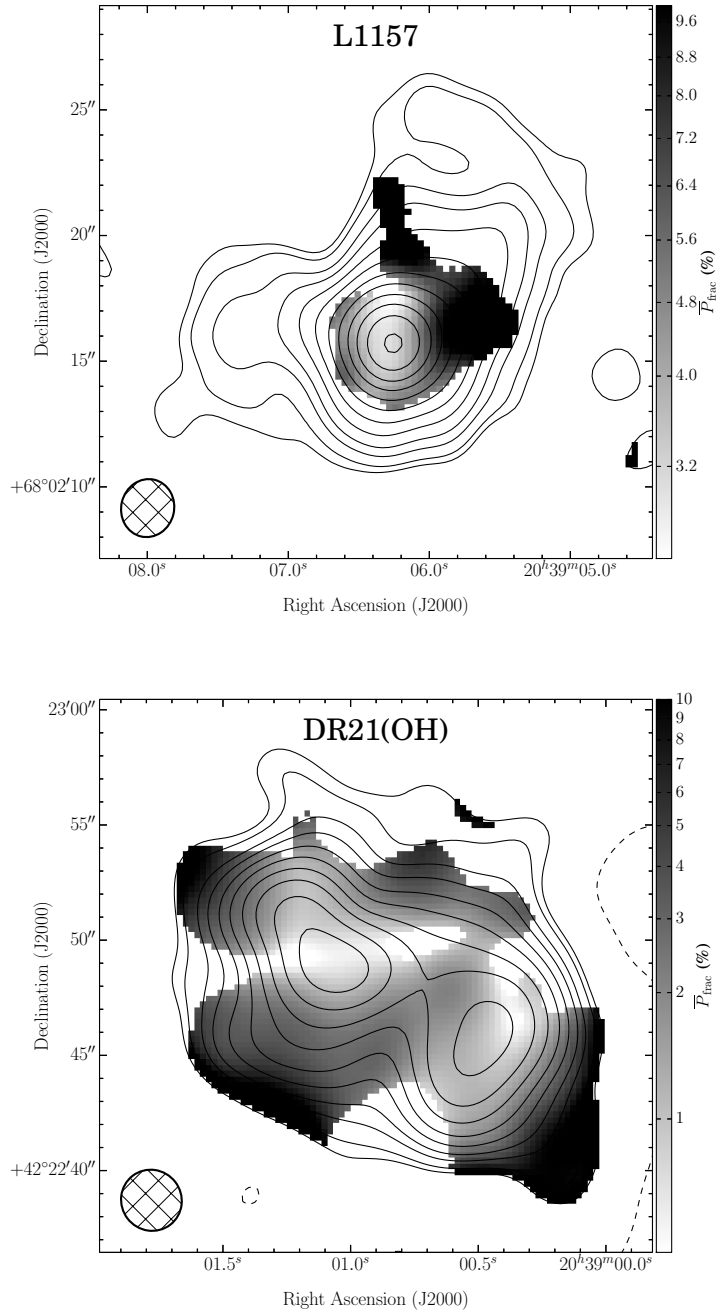 L1157
25″
20″
15″
+68°02′10″
Declination (J2000)
08.0ˢ 07.0ˢ 06.0ˢ 20ʰ39ᵐ05.0ˢ
Right Ascension (J2000)
9.6
8.8
8.0
7.2
6.4
5.6
4.8
4.0
3.2
P̅frac (%)
DR21(OH)
23′00″
55″
50″
45″
+42°22′40″
Declination (J2000)
01.5ˢ 01.0ˢ 00.5ˢ 20ʰ39ᵐ00.0ˢ
Right Ascension (J2000)
10
9
8
7
6
5
4
3
2
1
P̅frac (%)